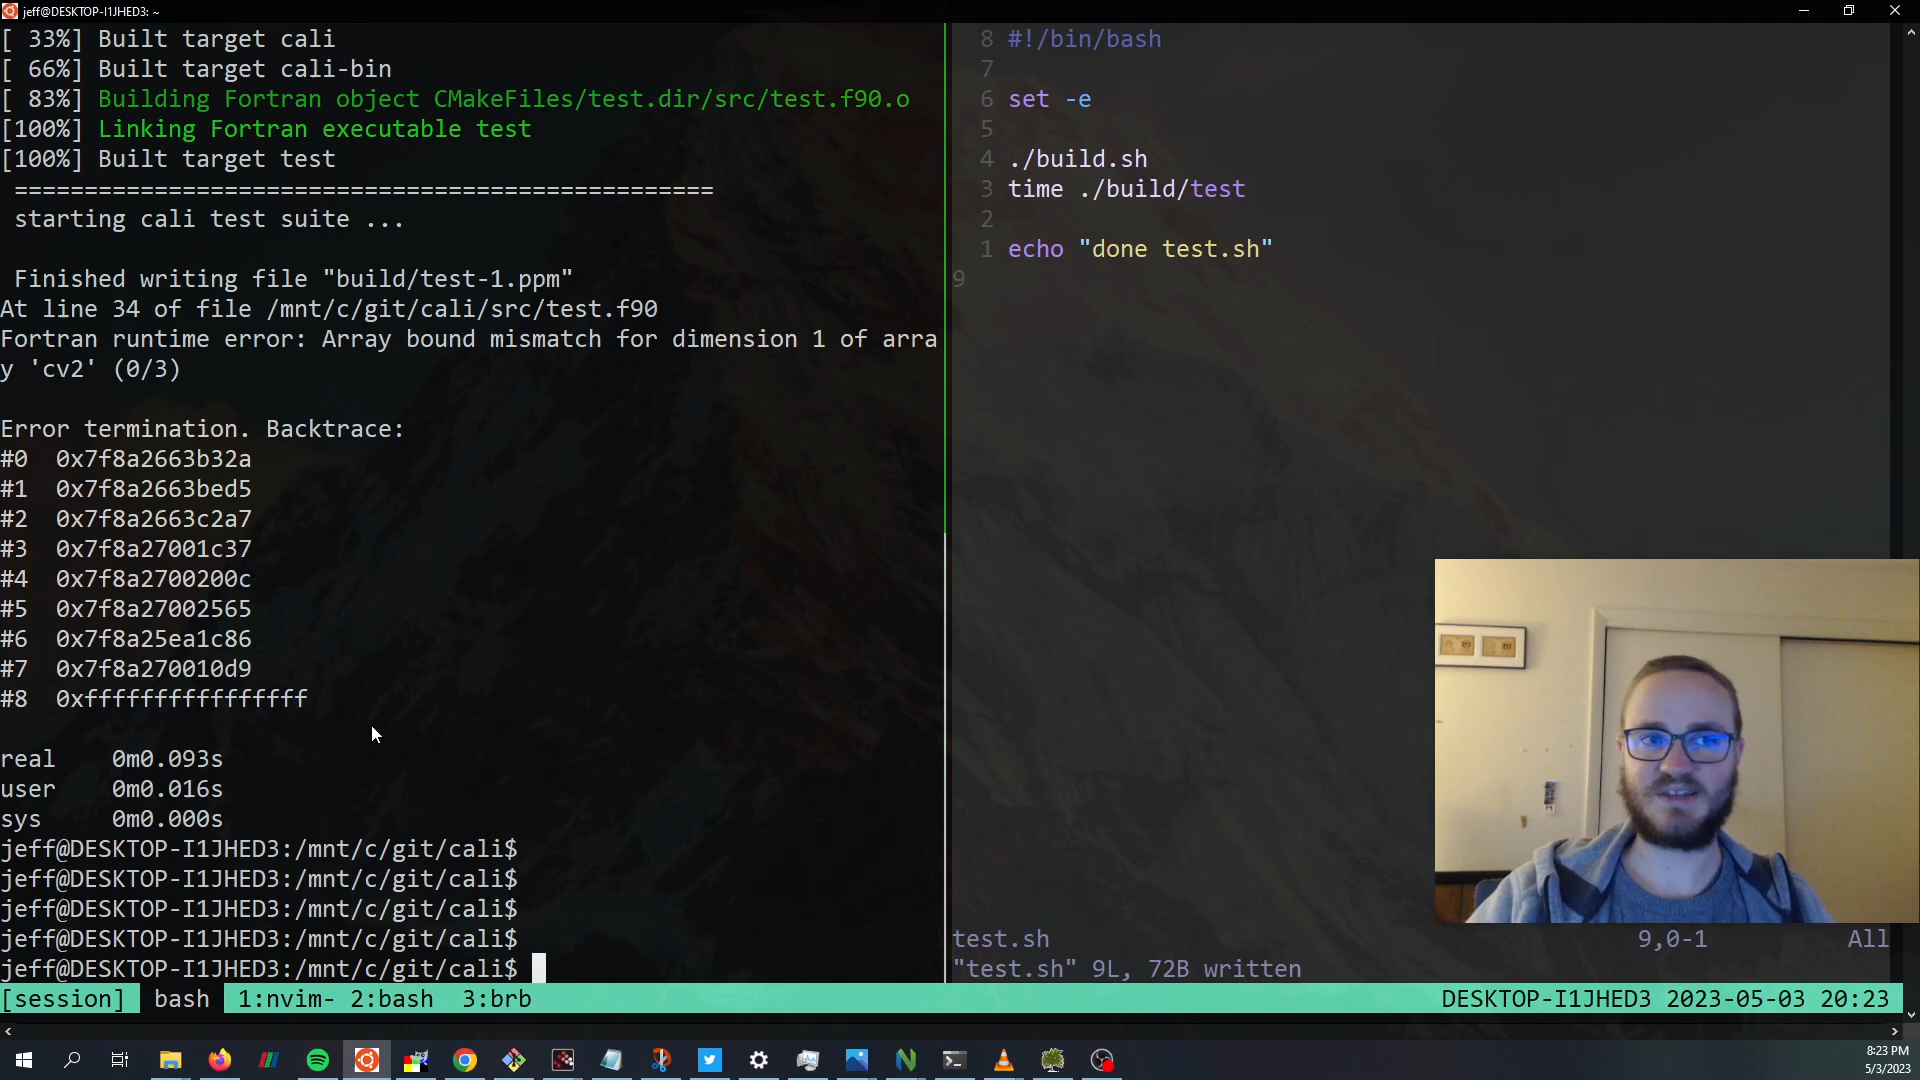 jeff@DESKTOP-I1JHED3: ~
[ 33%] Built target cali
[ 66%] Built target cali-bin
[ 83%] Building Fortran object CMakeFiles/test.dir/src/test.f90.o
[100%] Linking Fortran executable test
[100%] Built target test
==================================================
starting cali test suite ...
Finished writing file "build/test-1.ppm"
At line 34 of file /mnt/c/git/cali/src/test.f90
Fortran runtime error: Array bound mismatch for dimension 1 of arra
y 'cv2' (0/3)
Error termination. Backtrace:
#0  0x7f8a2663b32a
#1  0x7f8a2663bed5
#2  0x7f8a2663c2a7
#3  0x7f8a27001c37
#4  0x7f8a2700200c
#5  0x7f8a27002565
#6  0x7f8a25ea1c86
#7  0x7f8a270010d9
#8  0xffffffffffffffff
real    0m0.093s
user    0m0.016s
sys     0m0.000s
jeff@DESKTOP-I1JHED3:/mnt/c/git/cali$
jeff@DESKTOP-I1JHED3:/mnt/c/git/cali$
jeff@DESKTOP-I1JHED3:/mnt/c/git/cali$
jeff@DESKTOP-I1JHED3:/mnt/c/git/cali$
jeff@DESKTOP-I1JHED3:/mnt/c/git/cali$
8 #!/bin/bash
7
6 set -e
5
4 ./build.sh
3 time ./build/test
2
1 echo "done test.sh"
9
test.sh 9,0-1 All
"test.sh" 9L, 72B written
[session] bash 1:nvim- 2:bash 3:brb DESKTOP-I1JHED3 2023-05-03 20:23
8:23 PM
5/3/2023